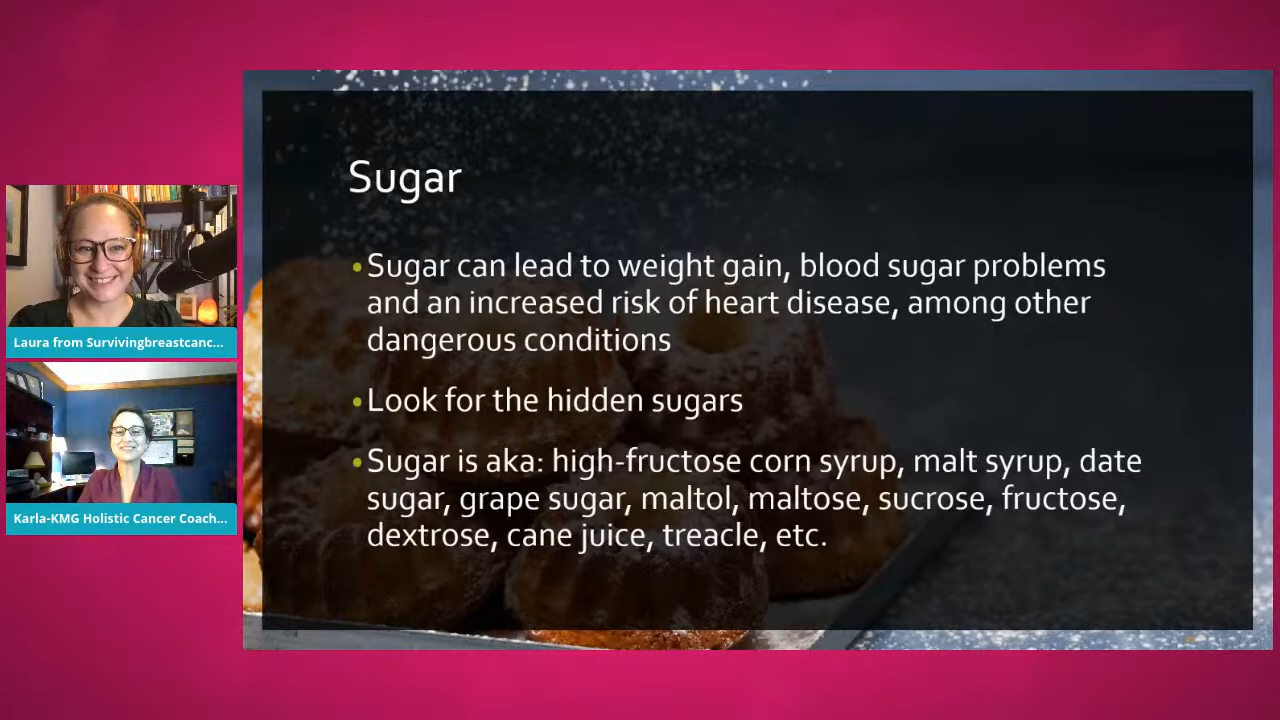 Sugar
•Sugar can lead to weight gain, blood sugar problems
and an increased risk of heart disease, among other
dangerous conditions
•Look for the hidden sugars
•Sugar is aka: high-fructose corn syrup, malt syrup, date
sugar, grape sugar, maltol, maltose, sucrose, fructose,
dextrose, cane juice, treacle, etc.
Laura from Survivingbreastcanc...
Karla-KMG Holistic Cancer Coach...